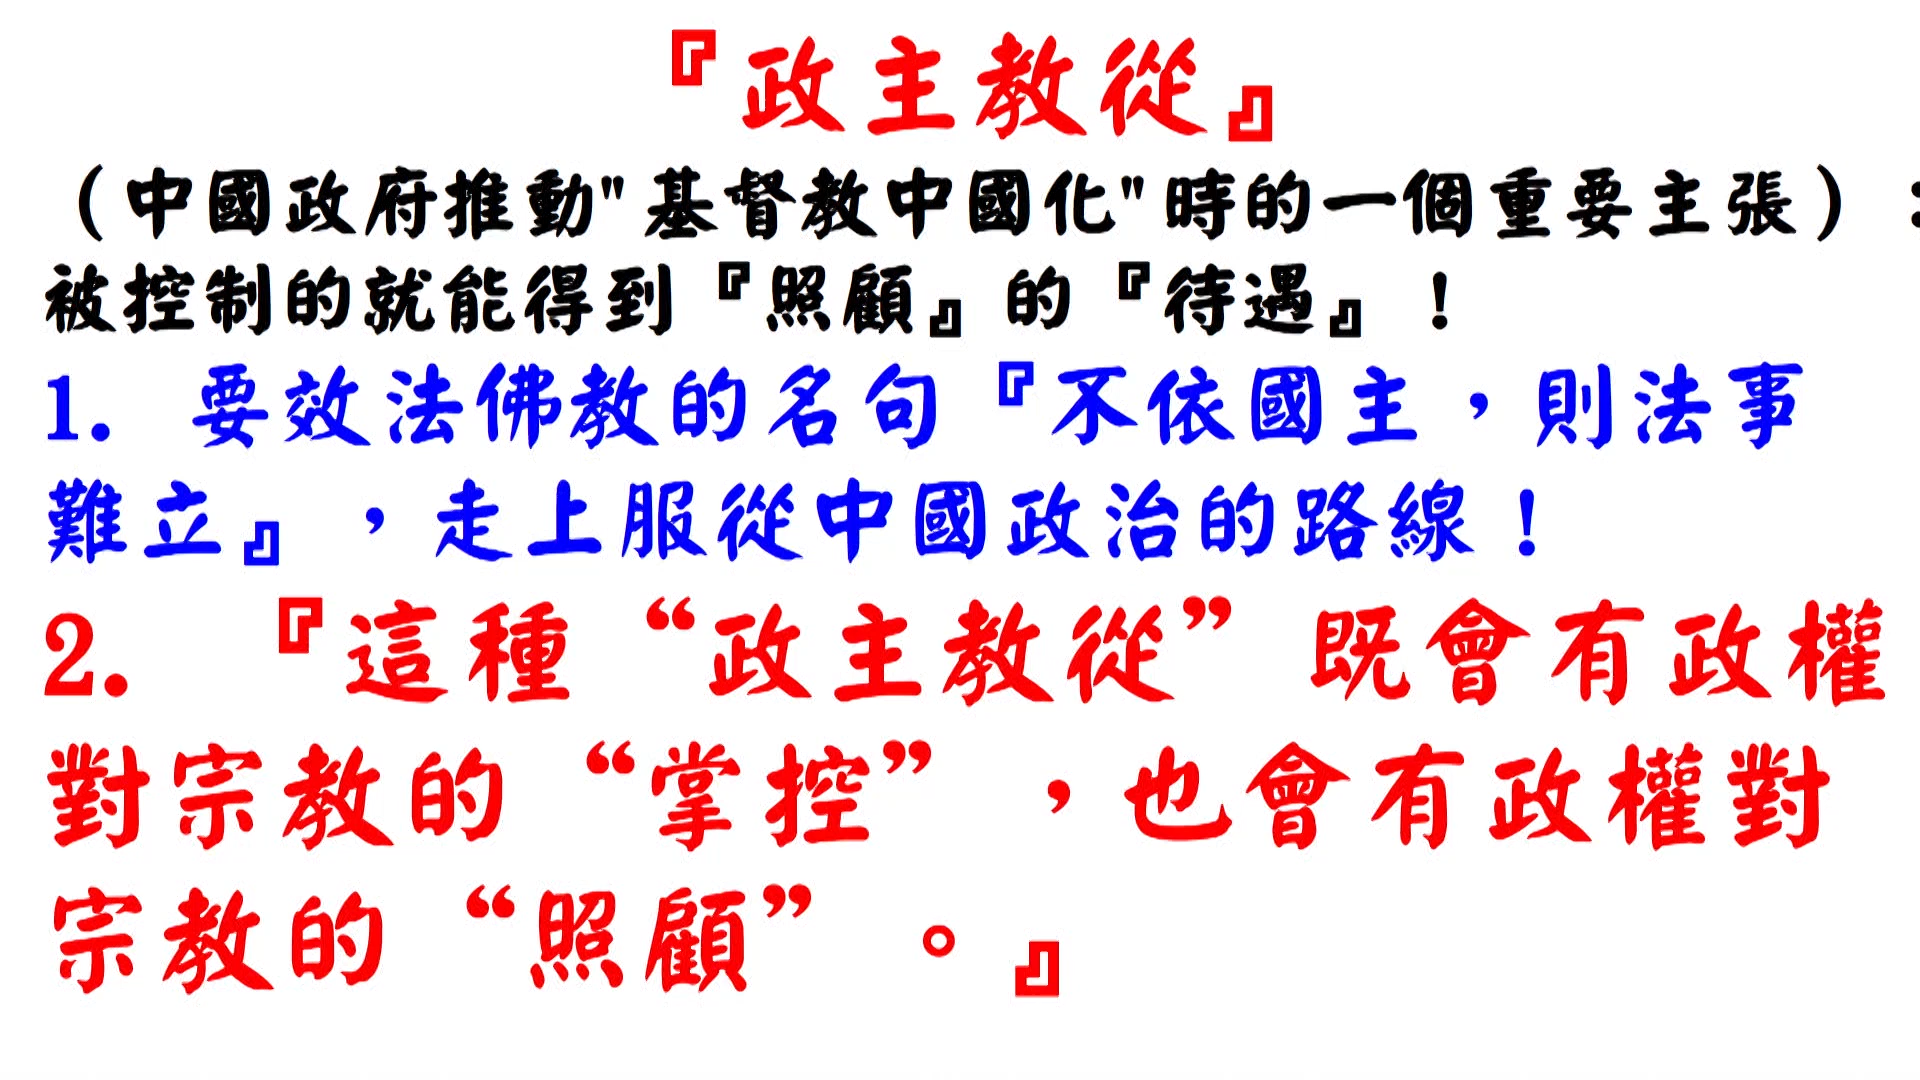 『政主教從』
（中國政府推動"基督教中國化"時的一個重要主張）：
被控制的就能得到『照顧』的『待遇』！
1. 要效法佛教的名句『不依國主，則法事
難立』，走上服從中國政治的路線！
2. 『這種“政主教從”既會有政權
對宗教的“掌控”，也會有政權對
宗教的“照顧”。』